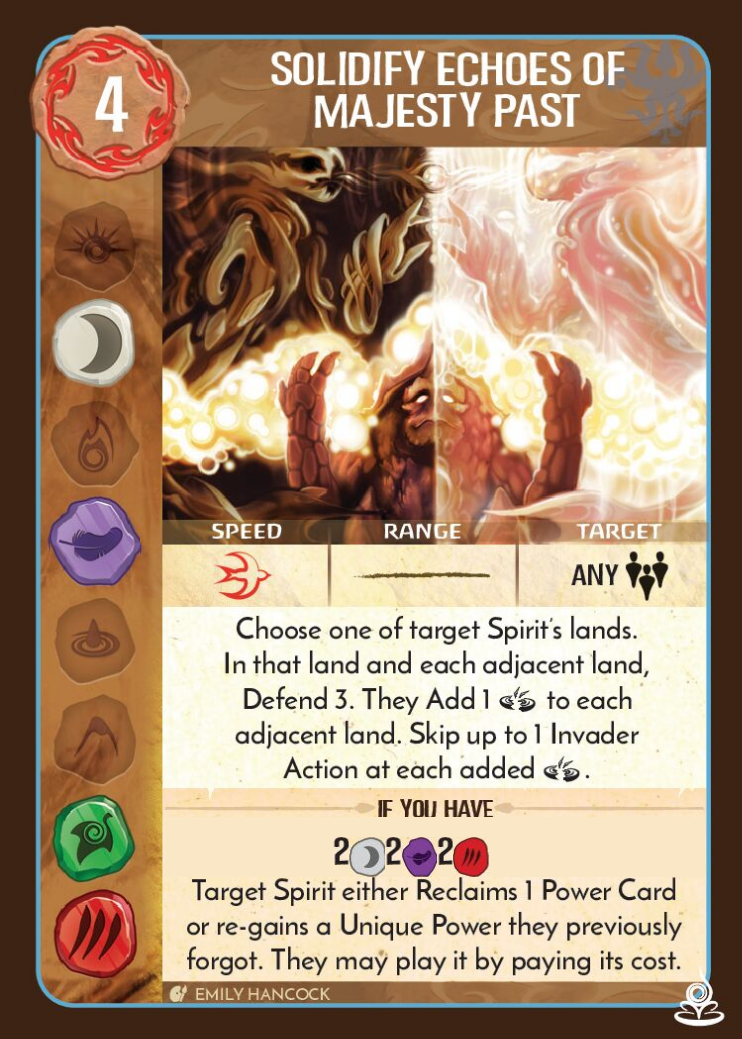 4
SOLIDIFY ECHOES OF
MAJESTY PAST
SPEED RANGE TARGET
ANY
Choose one of target Spirit's lands.
In that land and each adjacent land,
Defend 3. They Add 1 to each
adjacent land. Skip up to 1 Invader
Action at each added .
IF YOU HAVE
2 2 2
Target Spirit either Reclaims 1 Power Card
or re-gains a Unique Power they previously
forgot. They may play it by paying its cost.
EMILY HANCOCK